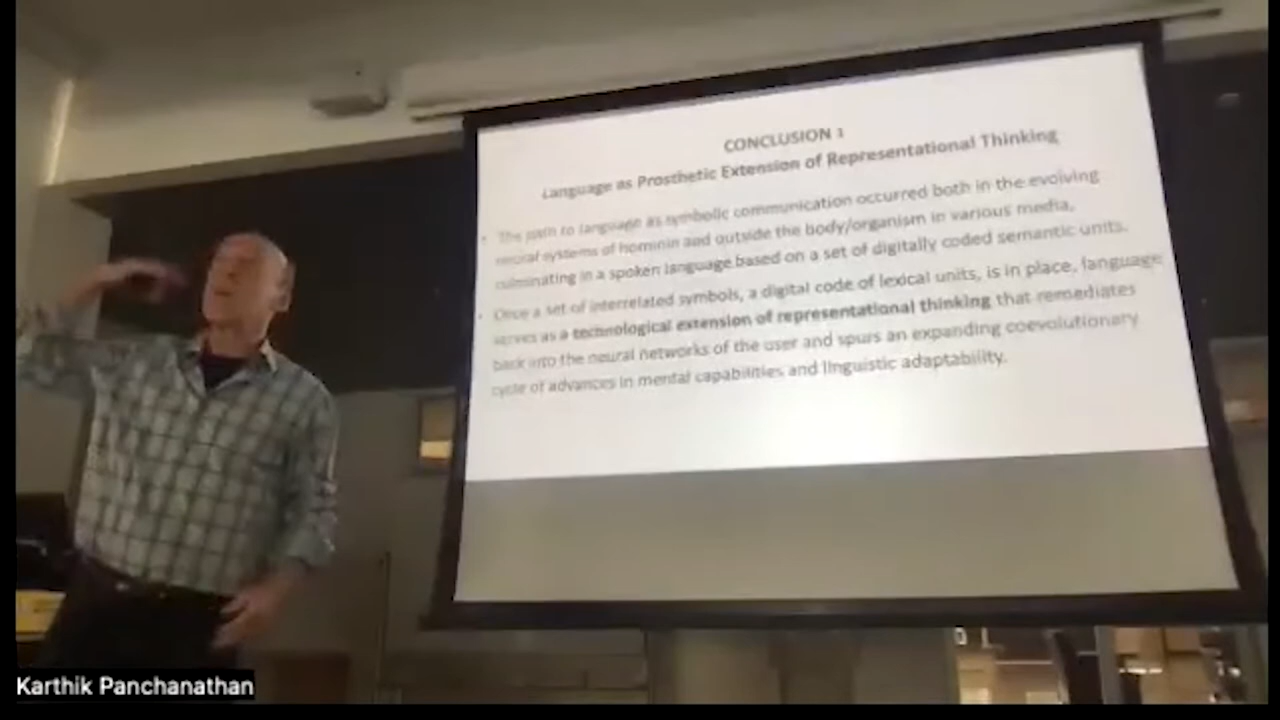 CONCLUSION 1
Language as Prosthetic Extension of Representational Thinking
• The path to language as symbolic communication occurred both in the evolving
neural systems of hominin and outside the body/organism in various media,
culminating in a spoken language based on a set of digitally coded semantic units.
• Once a set of interrelated symbols, a digital code of lexical units, is in place, language
serves as a technological extension of representational thinking that remediates
back into the neural networks of the user and spurs an expanding coevolutionary
cycle of advances in mental capabilities and linguistic adaptability.
Karthik Panchanathan